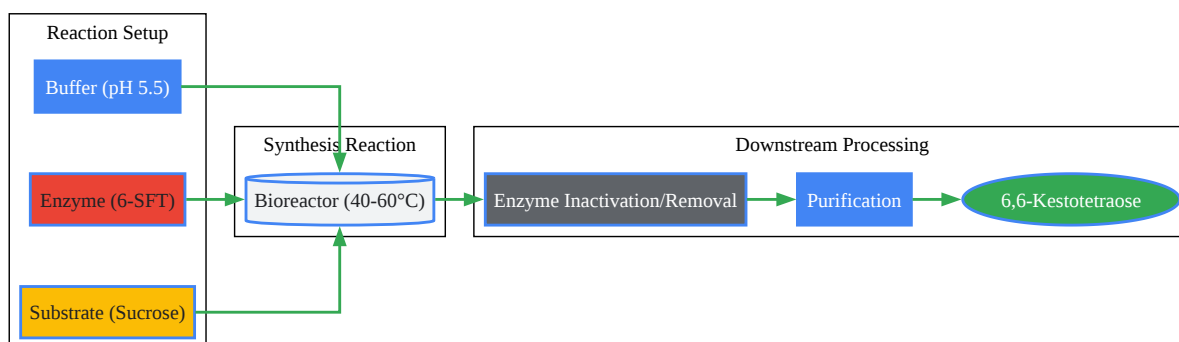 Reaction Setup
Buffer (pH 5.5)
Enzyme (6-SFT)
Substrate (Sucrose)
Synthesis Reaction
Bioreactor (40-60°C)
Downstream Processing
Enzyme Inactivation/Removal
Purification
6,6-Kestotetraose